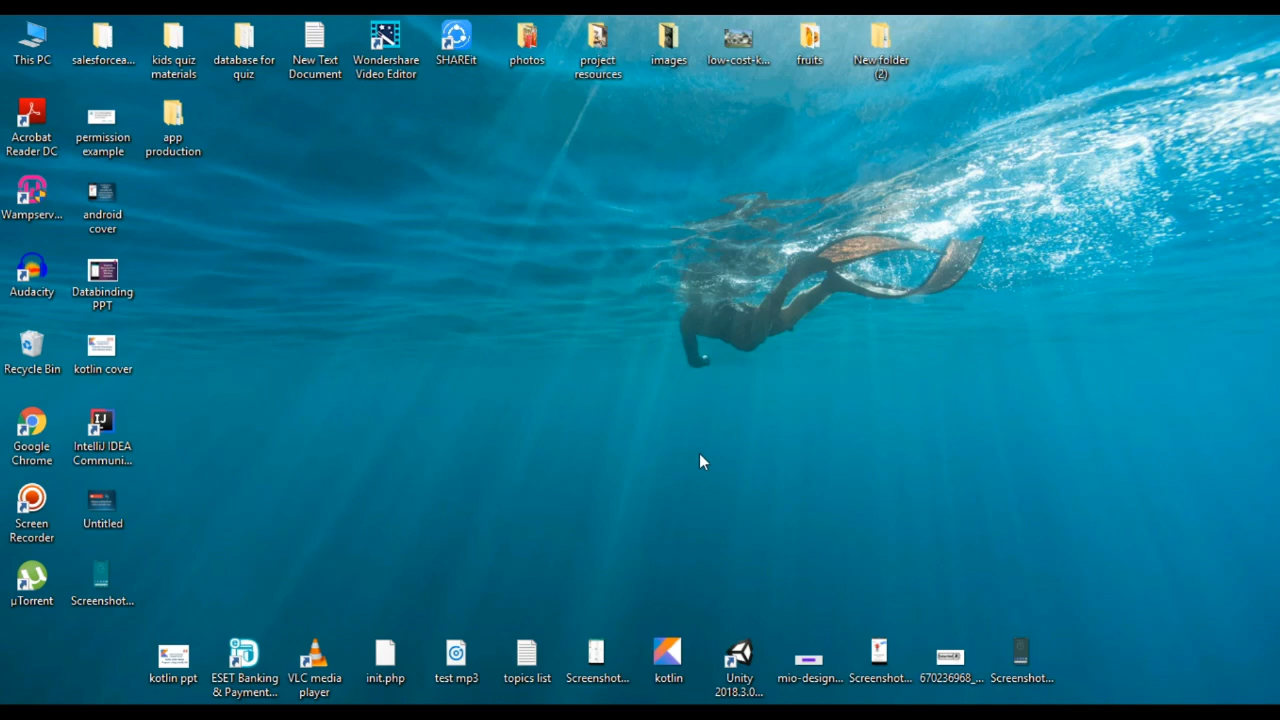 This PC
salesforcea...
kids quiz
materials
database for
quiz
New Text
Document
Wondershare
Video Editor
SHAREit
photos
project
resources
images
low-cost-k...
fruits
New folder
(2)
Acrobat
Reader DC
permission
example
app
production
Wampserv...
android
cover
Audacity
Databinding
PPT
Recycle Bin
kotlin cover
Google
Chrome
IJ
IntelliJ IDEA
Communi...
Screen
Recorder
Untitled
µTorrent
Screenshot...
kotlin ppt
ESET Banking
& Payment...
VLC media
player
init.php
test mp3
topics list
Screenshot...
kotlin
Unity
2018.3.0...
mio-design...
Screenshot...
670236968_...
Screenshot...